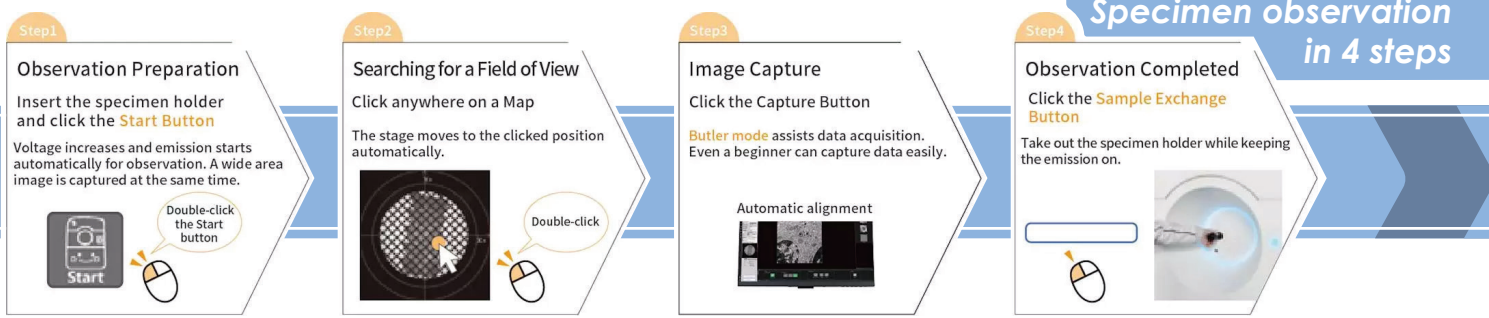 Specimen observation
in 4 steps
Step1
Observation Preparation
Insert the specimen holder
and click the Start Button
Voltage increases and emission starts
automatically for observation. A wide area
image is captured at the same time.
Double-click
the Start
button
Start
Step2
Searching for a Field of View
Click anywhere on a Map
The stage moves to the clicked position
automatically.
Double-click
Step3
Image Capture
Click the Capture Button
Butler mode assists data acquisition.
Even a beginner can capture data easily.
Automatic alignment
Step4
Observation Completed
Click the Sample Exchange
Button
Take out the specimen holder while keeping
the emission on.